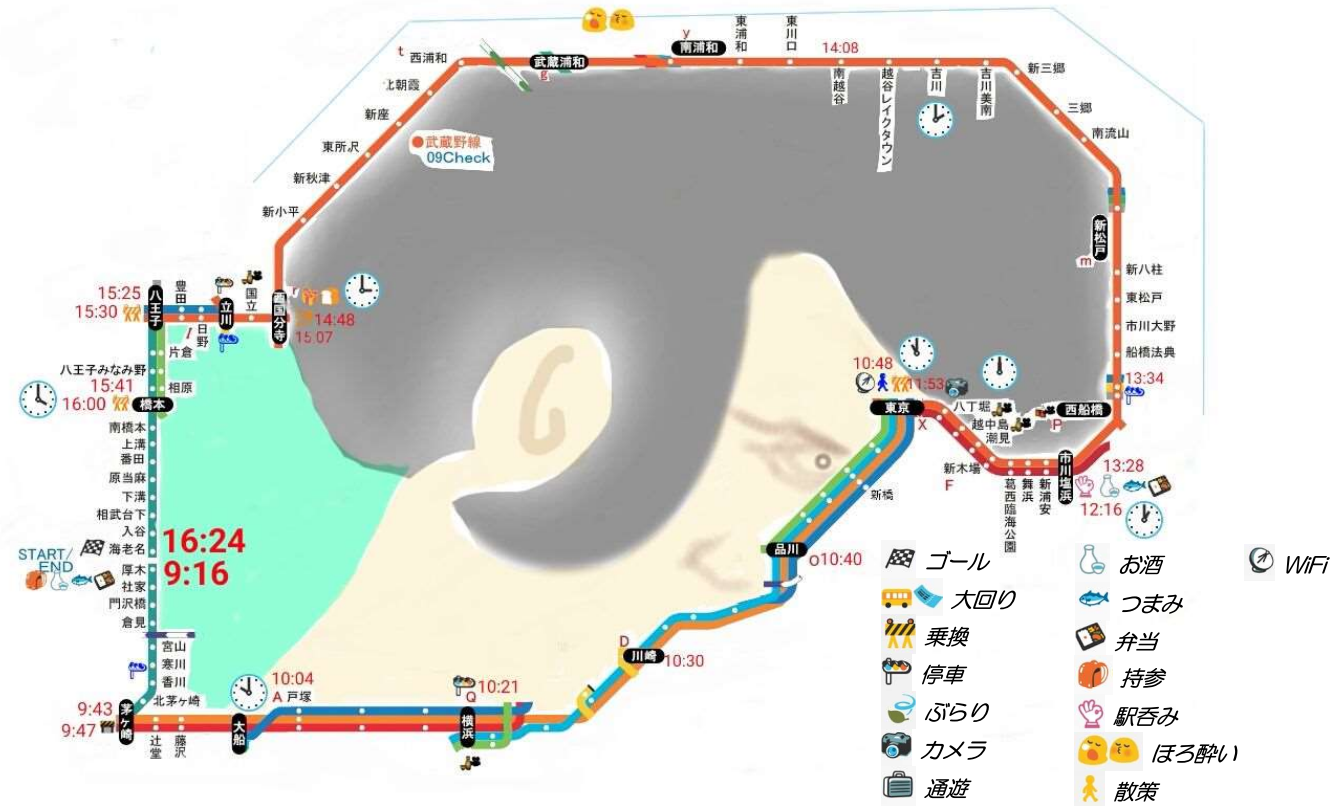 東浦和
東川口
t
西浦和
武蔵浦和
g
y
南浦和
14:08
南越谷
越谷レイクタウン
吉川
吉川美南
新三郷
三郷
南流山
北朝霞
新座
東所沢
新秋津
新小平
武蔵野線
09Check
新松戸
m
新八柱
東松戸
市川大野
船橋法典
13:34
15:25
15:30
八王子
豊田
I
日野
立川
国立
西国分寺
r
14:48
15:07
片倉
八王子みなみ野
15:41
相原
16:00
橋本
南橋本
上溝
番田
原当麻
下溝
相武台下
入谷
海老名
START/
END
厚木
社家
門沢橋
倉見
16:24
9:16
宮山
寒川
香川
北茅ヶ崎
9:43
9:47
茅ヶ崎
辻堂
藤沢
大船
10:04
A 戸塚
Q
10:21
横浜
D
川崎
10:30
品川
O10:40
新橋
10:48
11:53
東京
X
八丁堀
越中島
潮見
新木場
F
P
西船橋
葛西臨海公園
舞浜
新浦安
市川塩浜
13:28
12:16
ゴール
大回り
乗換
停車
ぶらり
カメラ
通遊
お酒
つまみ
弁当
持参
駅呑み
ほろ酔い
散策
WiFi